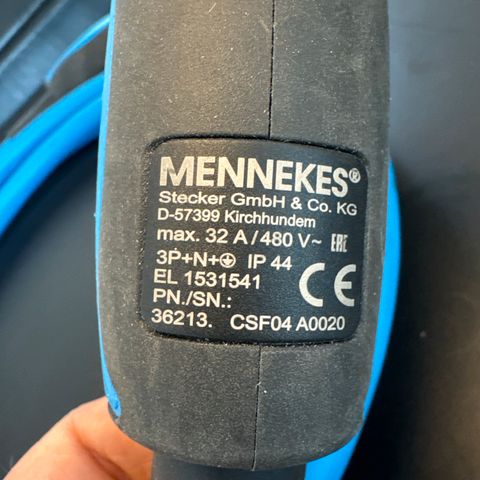 MENNEKES®
Stecker GmbH & Co. KG
D-57399 Kirchhundem
max. 32 A / 480 V~ EAC
3P+N+⏚ IP 44
EL 1531541 CE
PN./SN.:
36213. CSF04 A0020